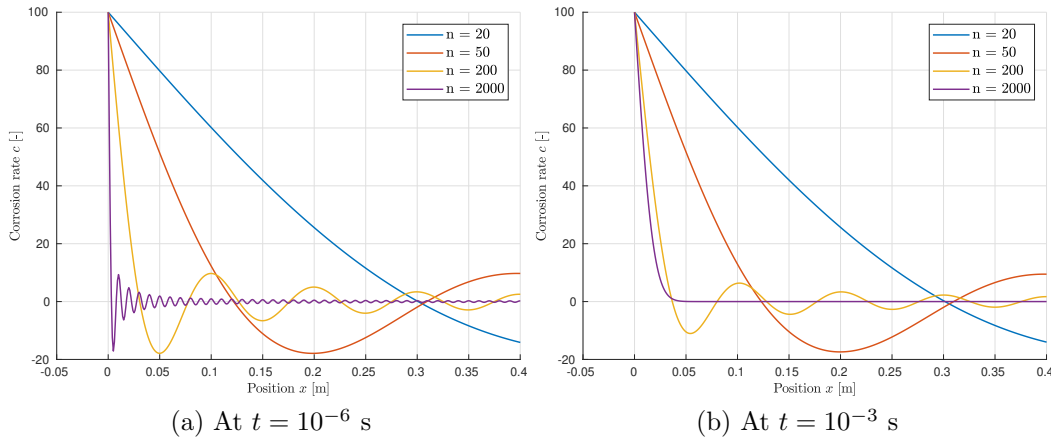 100
80
60
40
20
0
-20
Corrosion rate c [-]
-0.05 0 0.05 0.1 0.15 0.2 0.25 0.3 0.35 0.4
Position x [m]
n = 20
n = 50
n = 200
n = 2000
(a) At t = 10⁻⁶ s
100
80
60
40
20
0
-20
Corrosion rate c [-]
-0.05 0 0.05 0.1 0.15 0.2 0.25 0.3 0.35 0.4
Position x [m]
n = 20
n = 50
n = 200
n = 2000
(b) At t = 10⁻³ s